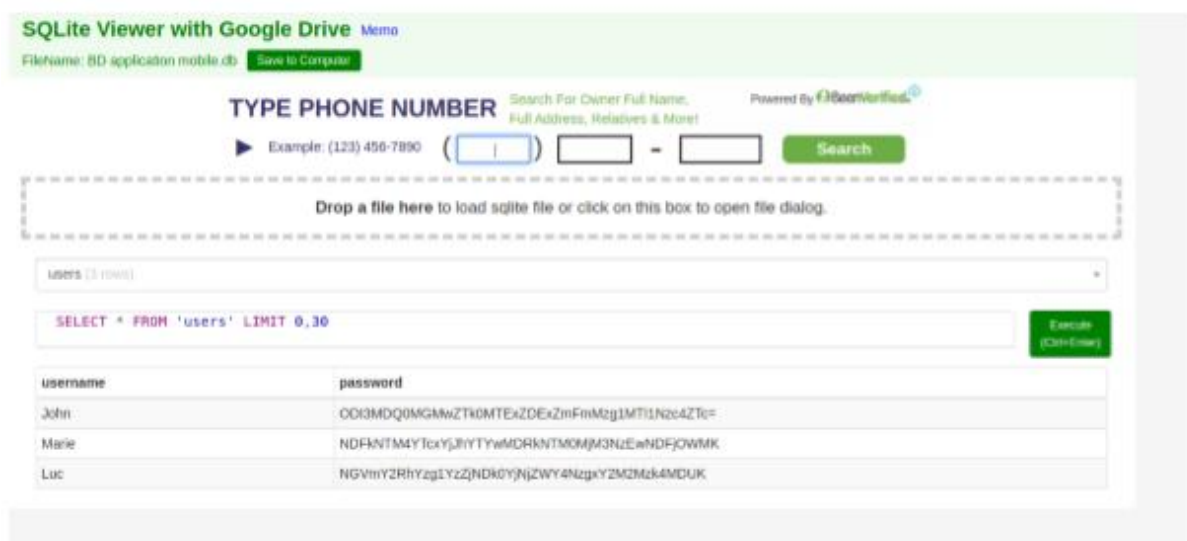 SQLite Viewer with Google Drive Memo
FileName: BD application mobile.db Save to Computer
TYPE PHONE NUMBER Search For Owner Full Name, Full Address, Relatives & More! Powered By BeenVerified
Example: (123) 456-7890 ( ) - Search
Drop a file here to load sqlite file or click on this box to open file dialog.
users (3 rows)
SELECT * FROM 'users' LIMIT 0,30
Execute
(Ctrl+Enter)
username password
John
Marie
Luc